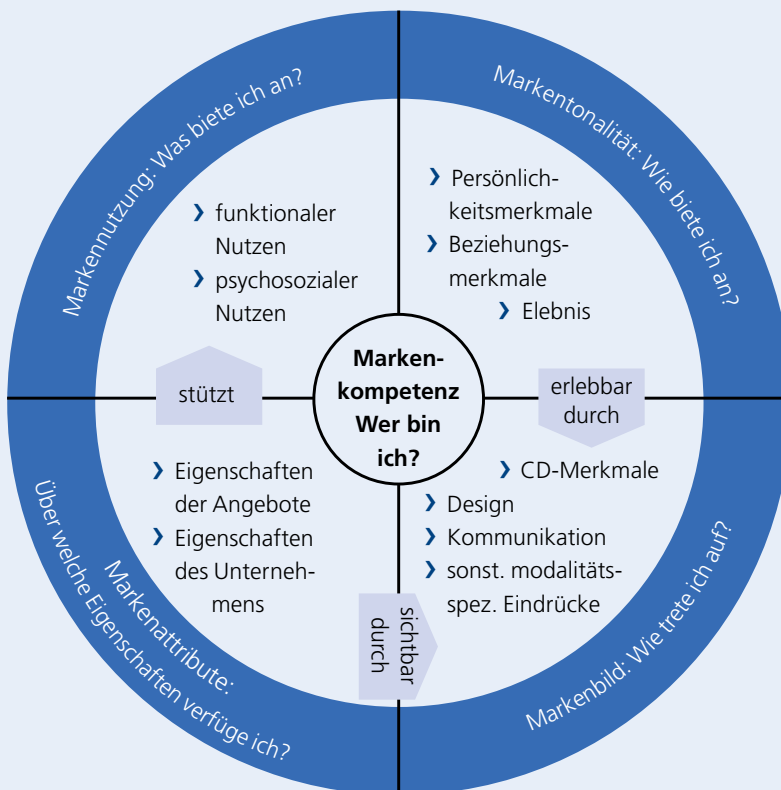 Markennutzung: Was biete ich an?
❯ funktionaler
Nutzen
❯ psychosozialer
Nutzen
Markentonalität: Wie biete ich an?
❯ Persönlich-
keitsmerkmale
❯ Beziehungs-
merkmale
❯ Elebnis
Marken-
kompetenz
Wer bin
ich?
stützt
erlebbar
durch
❯ Eigenschaften
der Angebote
❯ Eigenschaften
des Unterneh-
mens
Markenattribute:
Über welche Eigenschaften verfüge ich?
sichtbar
durch
❯ CD-Merkmale
❯ Design
❯ Kommunikation
❯ sonst. modalitäts-
spez. Eindrücke
Markenbild: Wie trete ich auf?